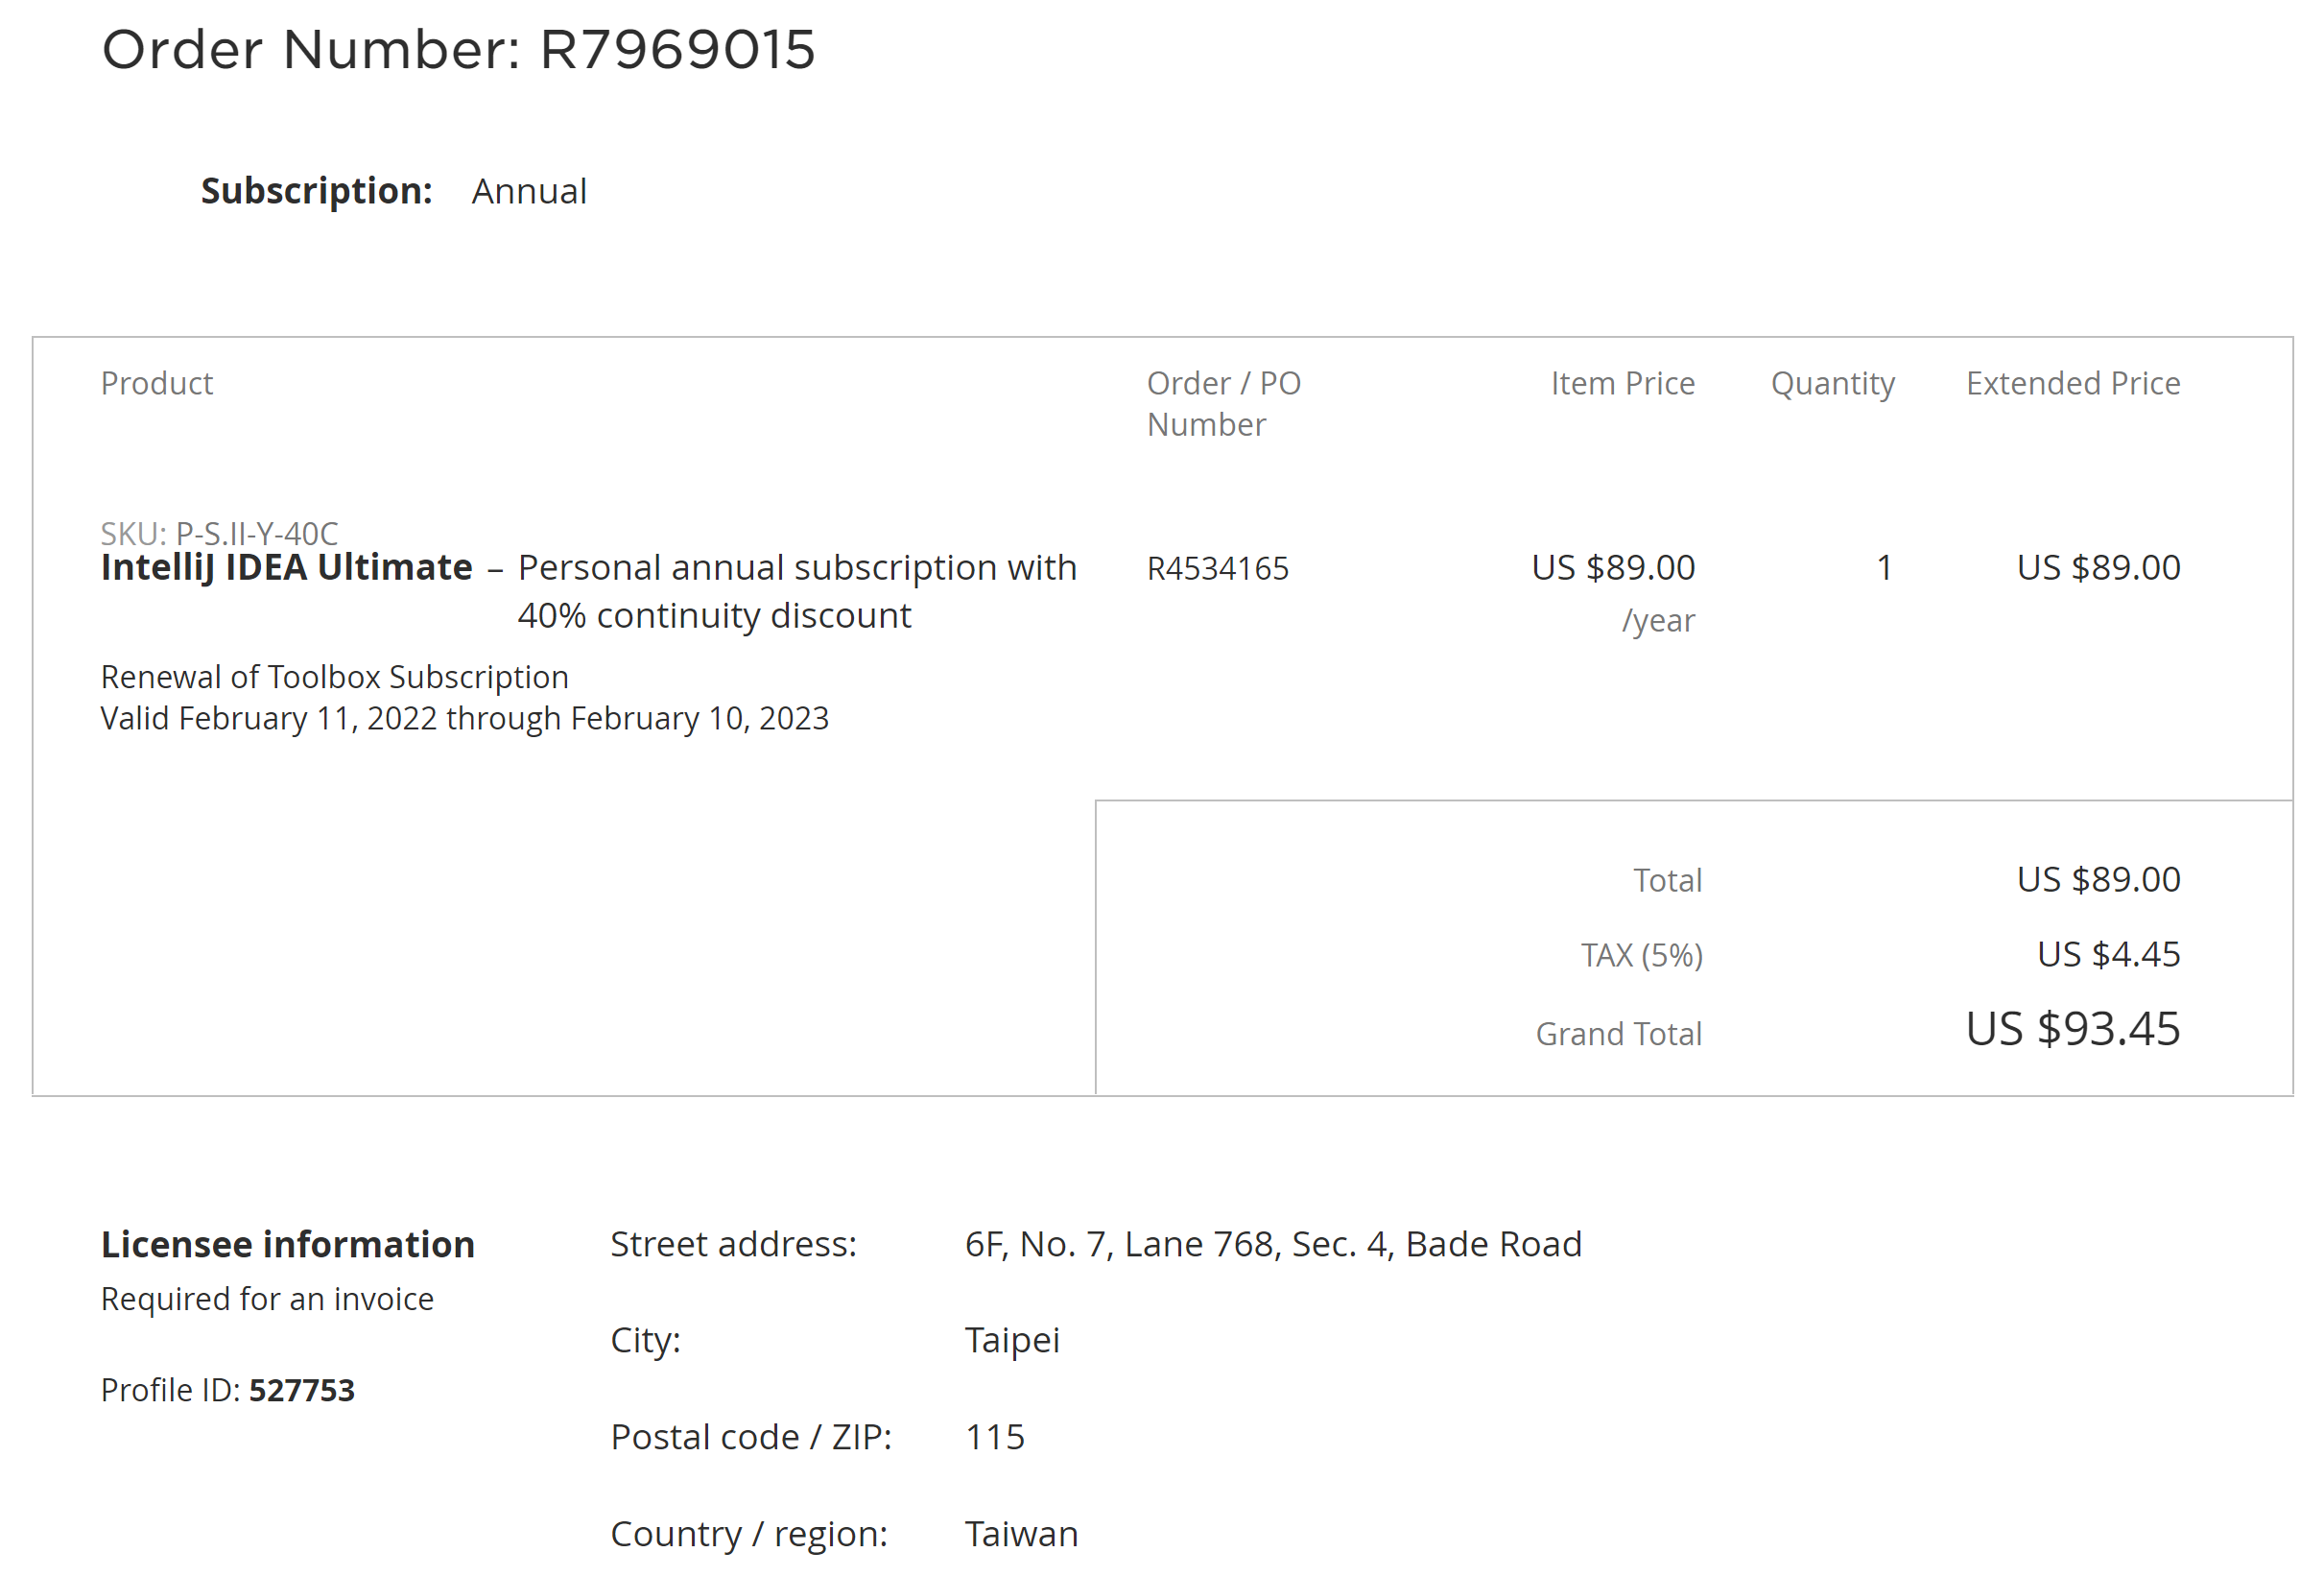 Order Number: R7969015
Subscription: Annual
Product
Order / PO
Number
Item Price
Quantity
Extended Price
SKU: P-S.II-Y-40C
IntelliJ IDEA Ultimate – Personal annual subscription with
40% continuity discount
R4534165
US $89.00
/year
1
US $89.00
Renewal of Toolbox Subscription
Valid February 11, 2022 through February 10, 2023
Total US $89.00
TAX (5%) US $4.45
Grand Total US $93.45
Licensee information
Required for an invoice
Profile ID: 527753
Street address: 6F, No. 7, Lane 768, Sec. 4, Bade Road
City: Taipei
Postal code / ZIP: 115
Country / region: Taiwan